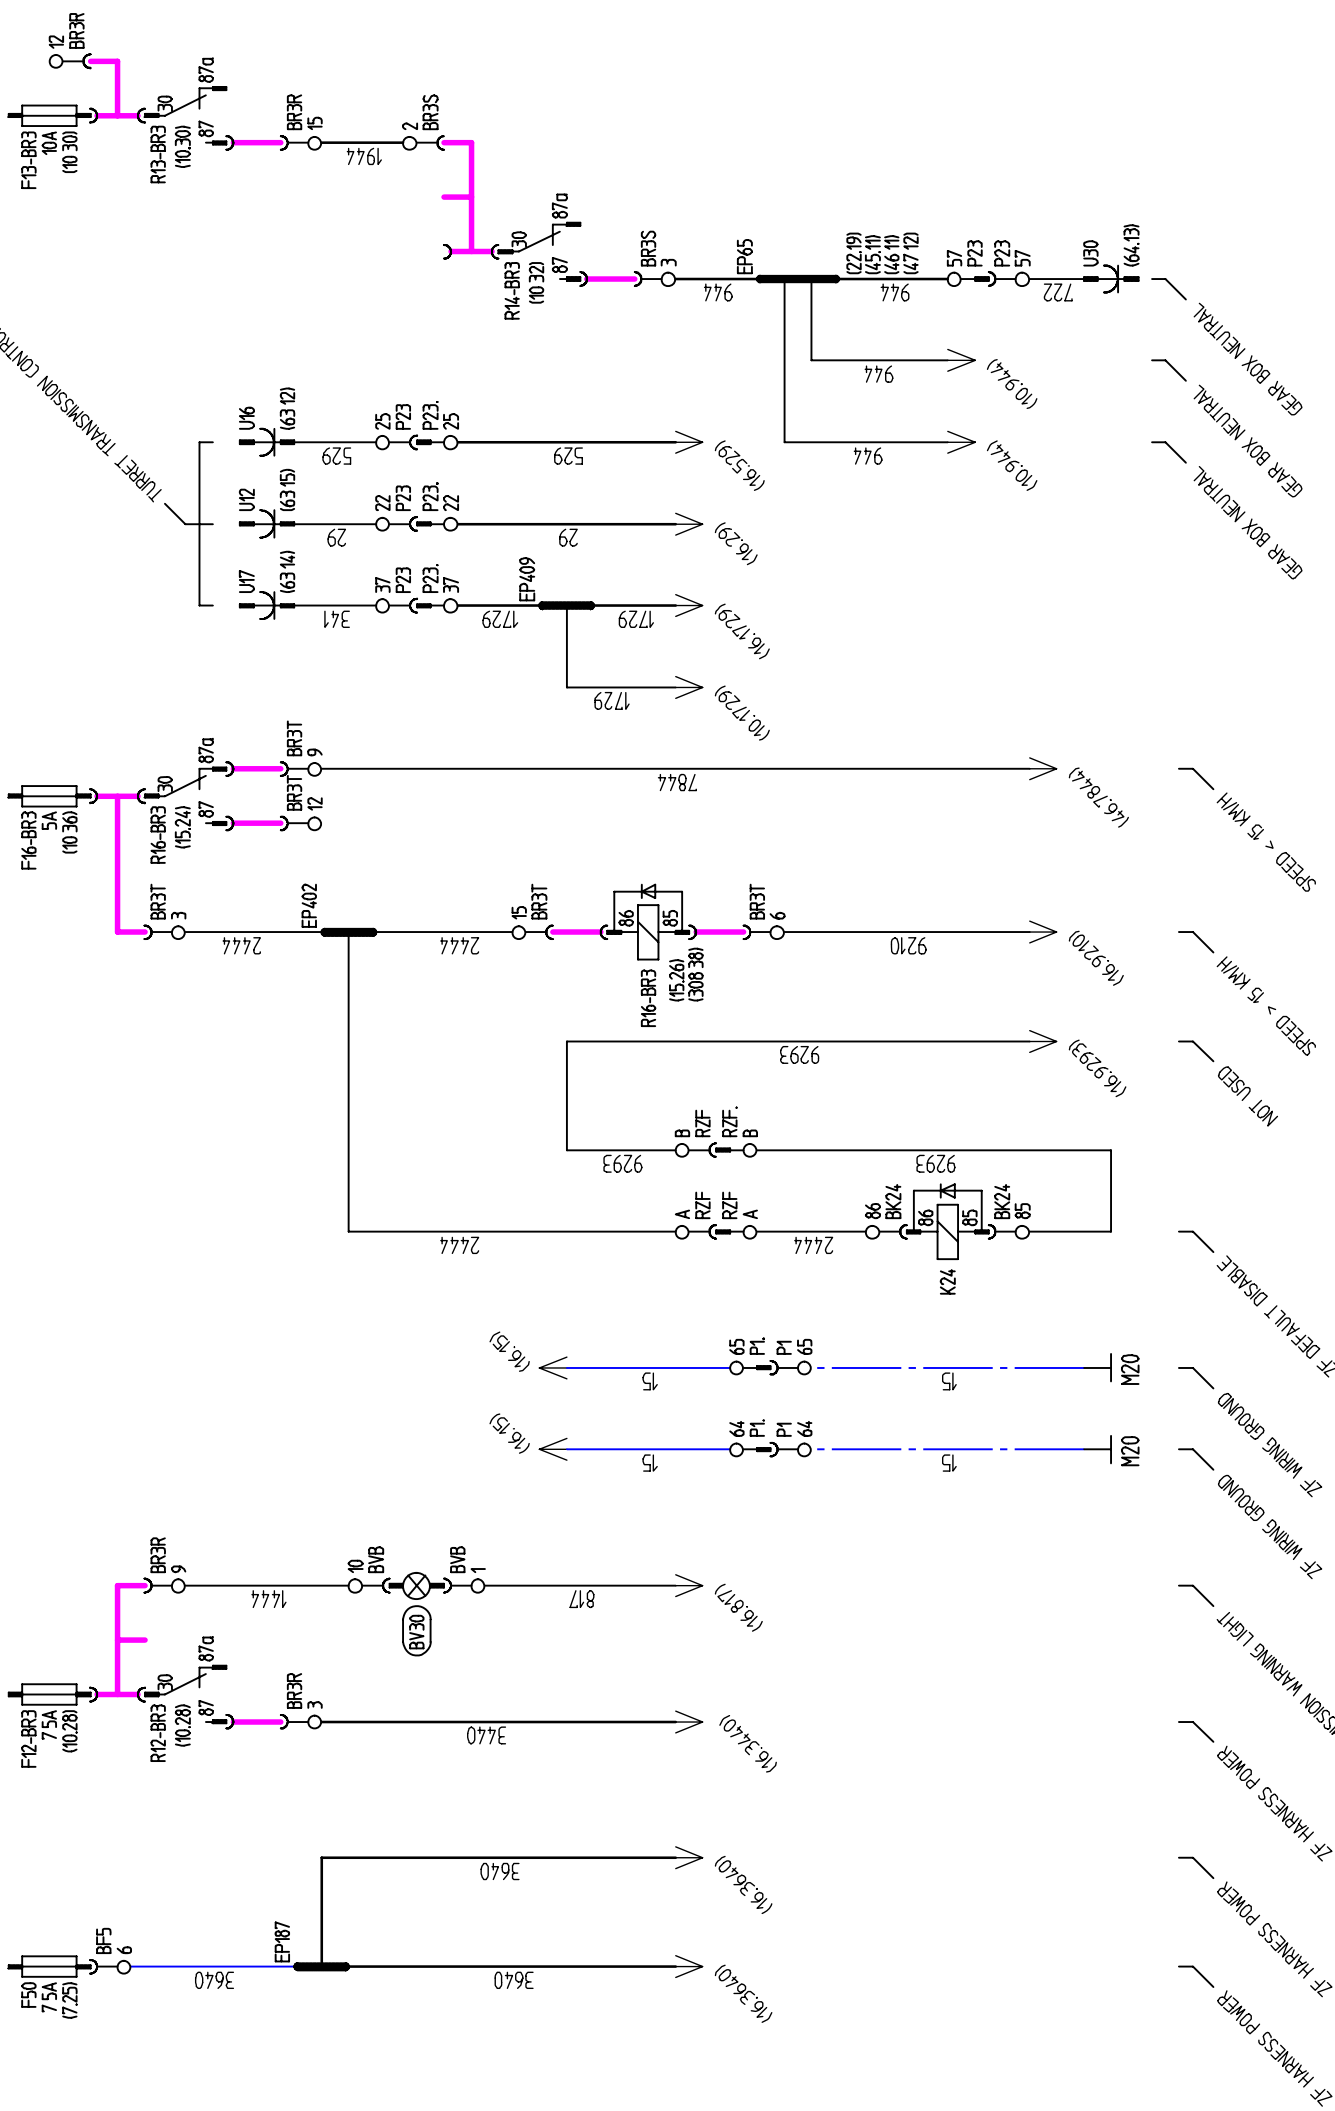 F13-BR3
10A
(10 30)
12
BR3R
R13-BR3
(10.30)
30
87
87a
BR3R
15
1944
2
BR3S
R14-BR3
(10 32)
30
87
87a
BR3S
3
944
EP65
(22.19)
(45.11)
(46 11)
(47 12)
944
57
P23
P23
57
722
U30
(64.13)
GEAR BOX NEUTRAL
944
(10.944)
GEAR BOX NEUTRAL
944
(10.944)
GEAR BOX NEUTRAL
TURRET TRANSMISSION CONTRO
U16
(63 12)
529
25
P23
P23.
25
529
(16.529)
U12
(63 15)
29
22
P23
P23.
22
29
(16.29)
U17
(63 14)
341
37
P23
P23.
37
1729
EP409
1729
(16.1729)
1729
(10.1729)
F16-BR3
5A
(10 36)
R16-BR3
(15.24)
30
87
87a
BR3T
9
BR3T
12
7844
(46.7844)
SPEED < 15 KM/H
BR3T
3
2444
EP402
2444
15
BR3T
86
85
R16-BR3
(15.26)
(308 38)
BR3T
6
9210
(16.9210)
SPEED > 15 KM/H
9293
(16.9293)
NOT USED
9293
B
RZF
RZF.
B
9293
2444
A
RZF
RZF
A
2444
86
BK24
86
85
BK24
85
K24
ZF DEFAULT DISABLE
(16.15)
15
65
P1.
P1
65
15
M20
ZF WIRING GROUND
(16.15)
15
64
P1.
P1
64
15
M20
ZF WIRING GROUND
F12-BR3
7 5A
(10.28)
BR3R
9
1444
10
BVB
BV30
BVB
1
817
(16.817)
ISSION WARNING LIGHT
R12-BR3
(10.28)
30
87
87a
BR3R
3
3440
(16.3440)
ZF HARNESS POWER
F50
7 5A
(7.25)
BF5
6
3640
EP187
3640
(16.3640)
ZF HARNESS POWER
3640
(16.3640)
ZF HARNESS POWER